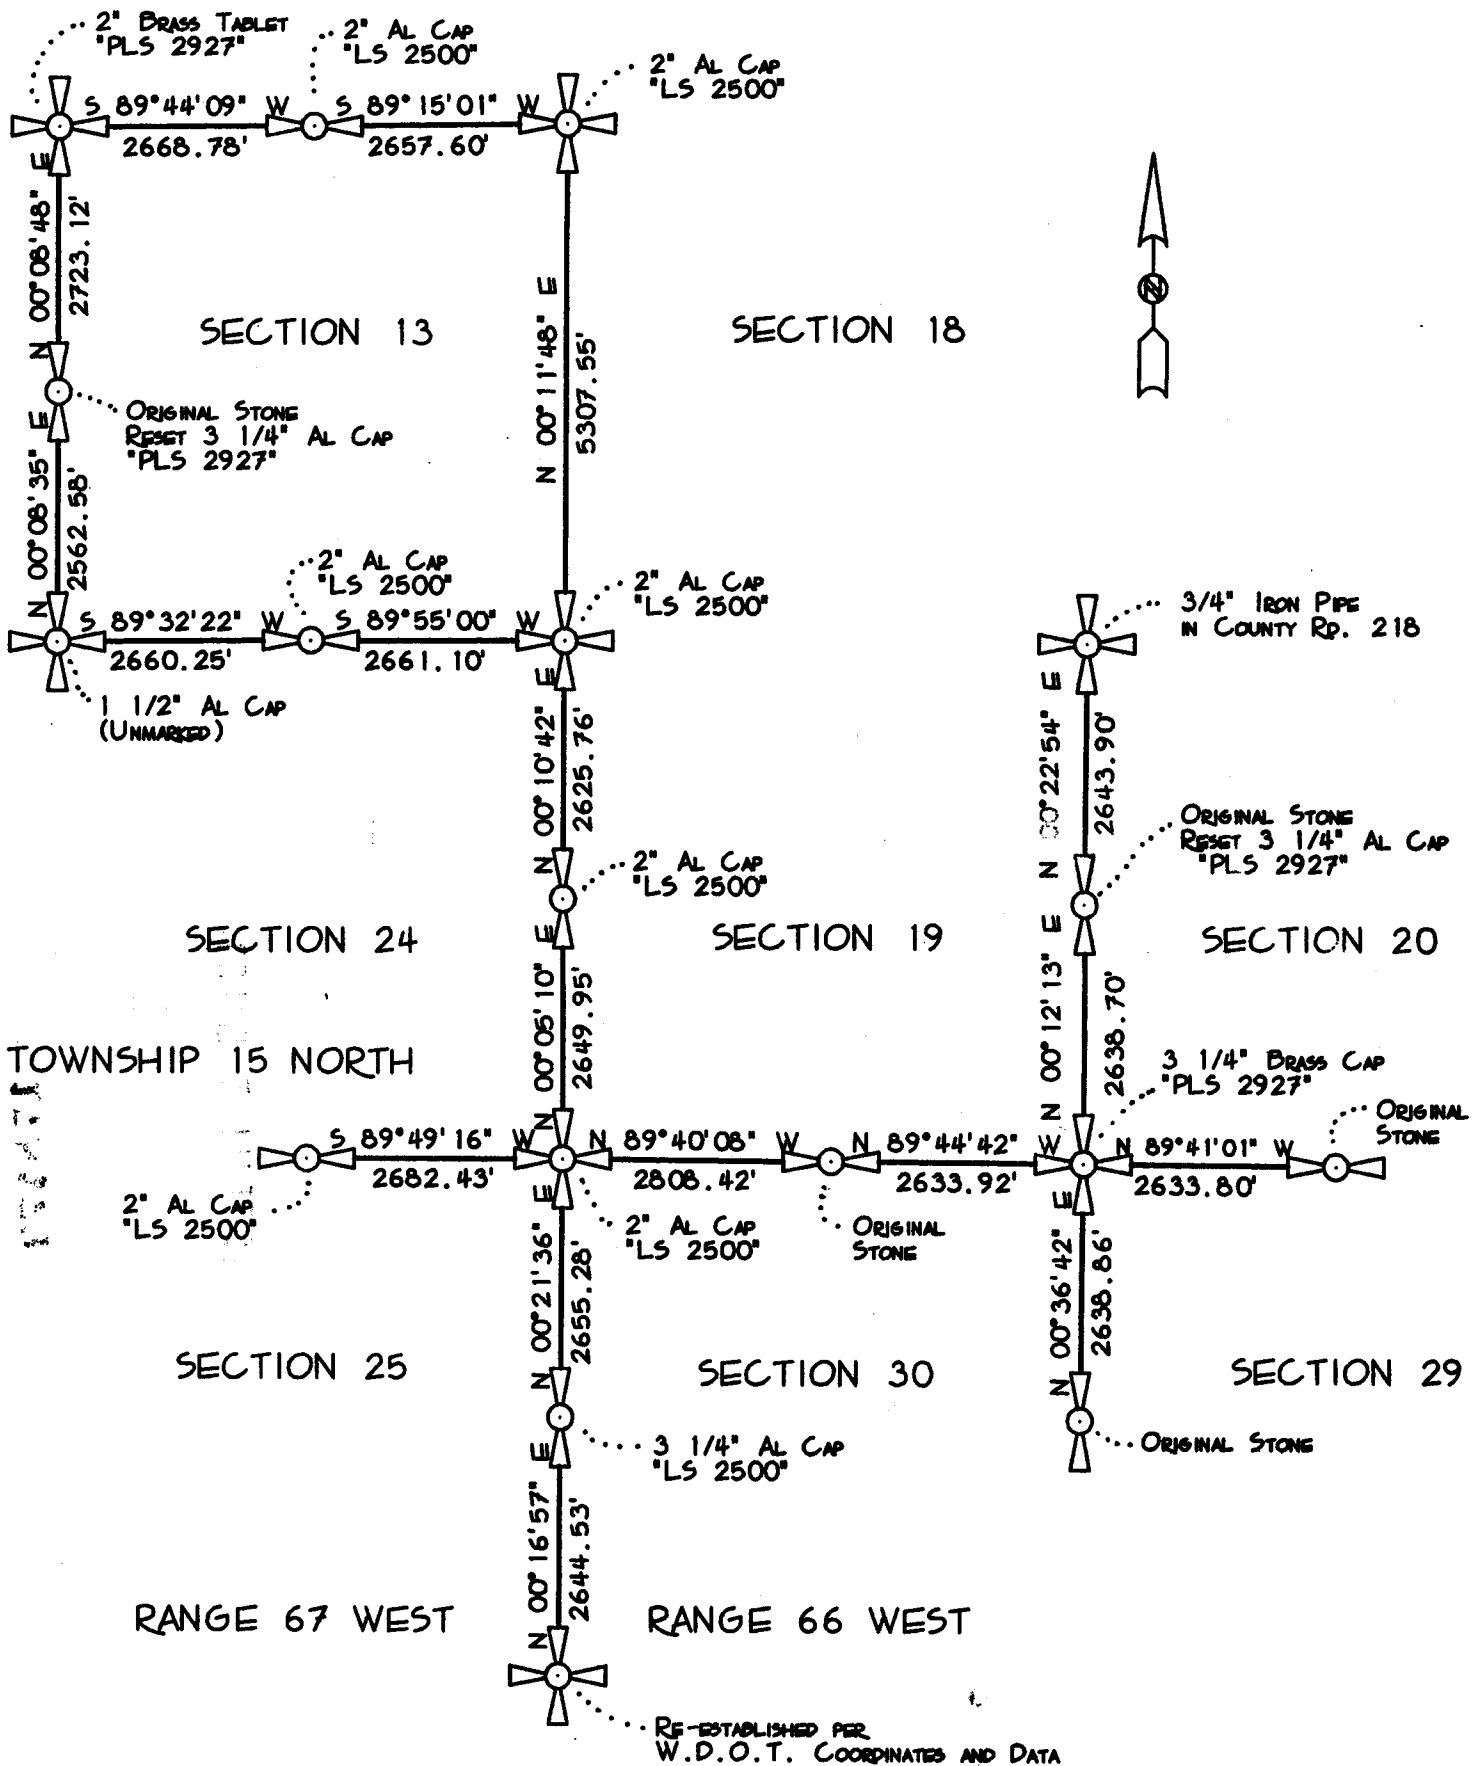 2" BRASS TABLET
"PLS 2927"
2" AL CAP
"LS 2500"
2" AL CAP
"LS 2500"
S 89°44'09" W
2668.78'
S 89°15'01" W
2657.60'
N 00°08'48" E
2723.12'
SECTION 13
N 00°11'48" E
5307.55'
SECTION 18
N
ORIGINAL STONE
RESET 3 1/4" AL CAP
"PLS 2927"
N 00°08'35" E
2562.58'
2" AL CAP
"LS 2500"
2" AL CAP
"LS 2500"
S 89°32'22" W
2660.25'
S 89°55'00" W
2661.10'
3/4" IRON PIPE
IN COUNTY RD. 218
1 1/2" AL CAP
(UNMARKED)
N 00°10'42" E
2625.76'
N 00°22'54" E
2643.90'
ORIGINAL STONE
RESET 3 1/4" AL CAP
"PLS 2927"
2" AL CAP
"LS 2500"
SECTION 24
SECTION 19
SECTION 20
N 00°05'10" E
2649.95'
N 00°12'13" E
2638.70'
TOWNSHIP 15 NORTH
3 1/4" BRASS CAP
"PLS 2927"
ORIGINAL
STONE
S 89°49'16" W
2682.43'
N 89°40'08" W
2808.42'
N 89°44'42" W
2633.92'
N 89°41'01" W
2633.80'
2" AL CAP
"LS 2500"
2" AL CAP
"LS 2500"
ORIGINAL
STONE
N 00°21'36" E
2655.28'
N 00°36'42" E
2638.86'
SECTION 25
SECTION 30
SECTION 29
3 1/4" AL CAP
"LS 2500"
ORIGINAL STONE
N 00°16'57" E
2644.53'
RANGE 67 WEST
RANGE 66 WEST
RE-ESTABLISHED PER
W.D.O.T. COORDINATES AND DATA